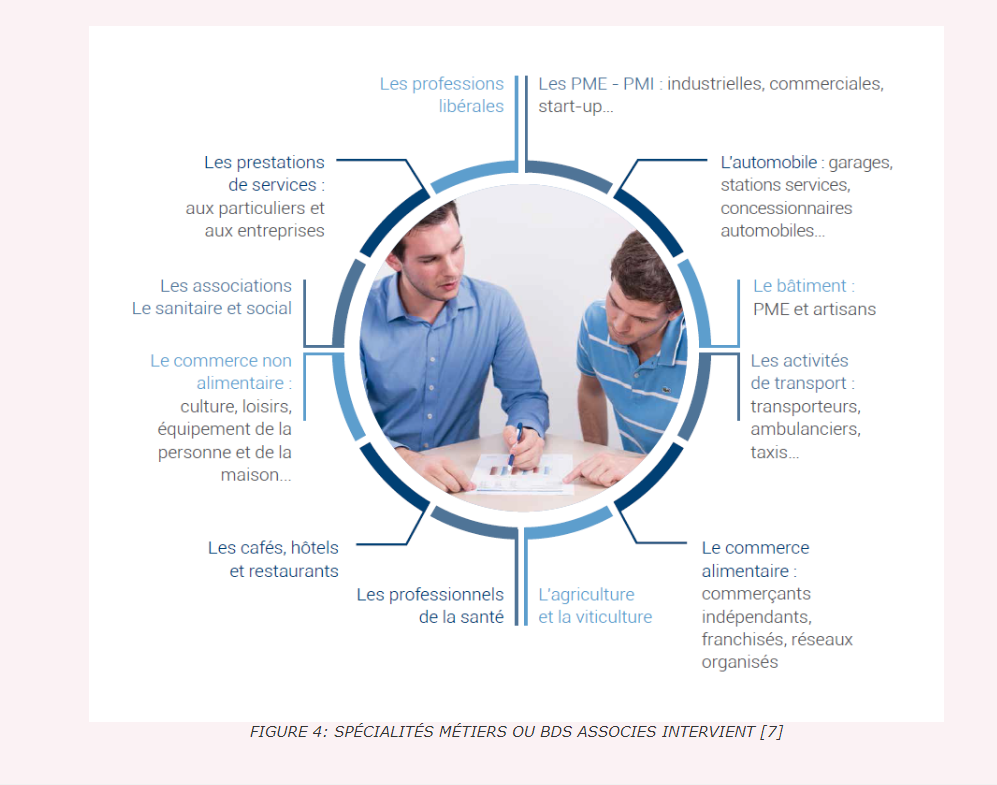 Les professions
libérales
Les PME - PMI : industrielles, commerciales,
start-up...
Les prestations
de services :
aux particuliers et
aux entreprises
L'automobile : garages,
stations services,
concessionnaires
automobiles...
Les associations
Le sanitaire et social
Le bâtiment :
PME et artisans
Le commerce non
alimentaire :
culture, loisirs,
équipement de la
personne et de la
maison...
Les activités
de transport :
transporteurs,
ambulanciers,
taxis...
Les cafés, hôtels
et restaurants
Les professionnels
de la santé
L'agriculture
et la viticulture
Le commerce
alimentaire :
commerçants
indépendants,
franchisés, réseaux
organisés
FIGURE 4: SPÉCIALITÉS MÉTIERS OU BDS ASSOCIES INTERVIENT [7]